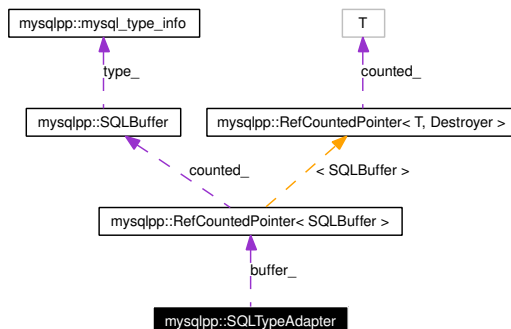 mysqlpp::mysql_type_info
T
type_
counted_
mysqlpp::SQLBuffer
mysqlpp::RefCountedPointer< T, Destroyer >
counted_
< SQLBuffer >
mysqlpp::RefCountedPointer< SQLBuffer >
buffer_
mysqlpp::SQLTypeAdapter